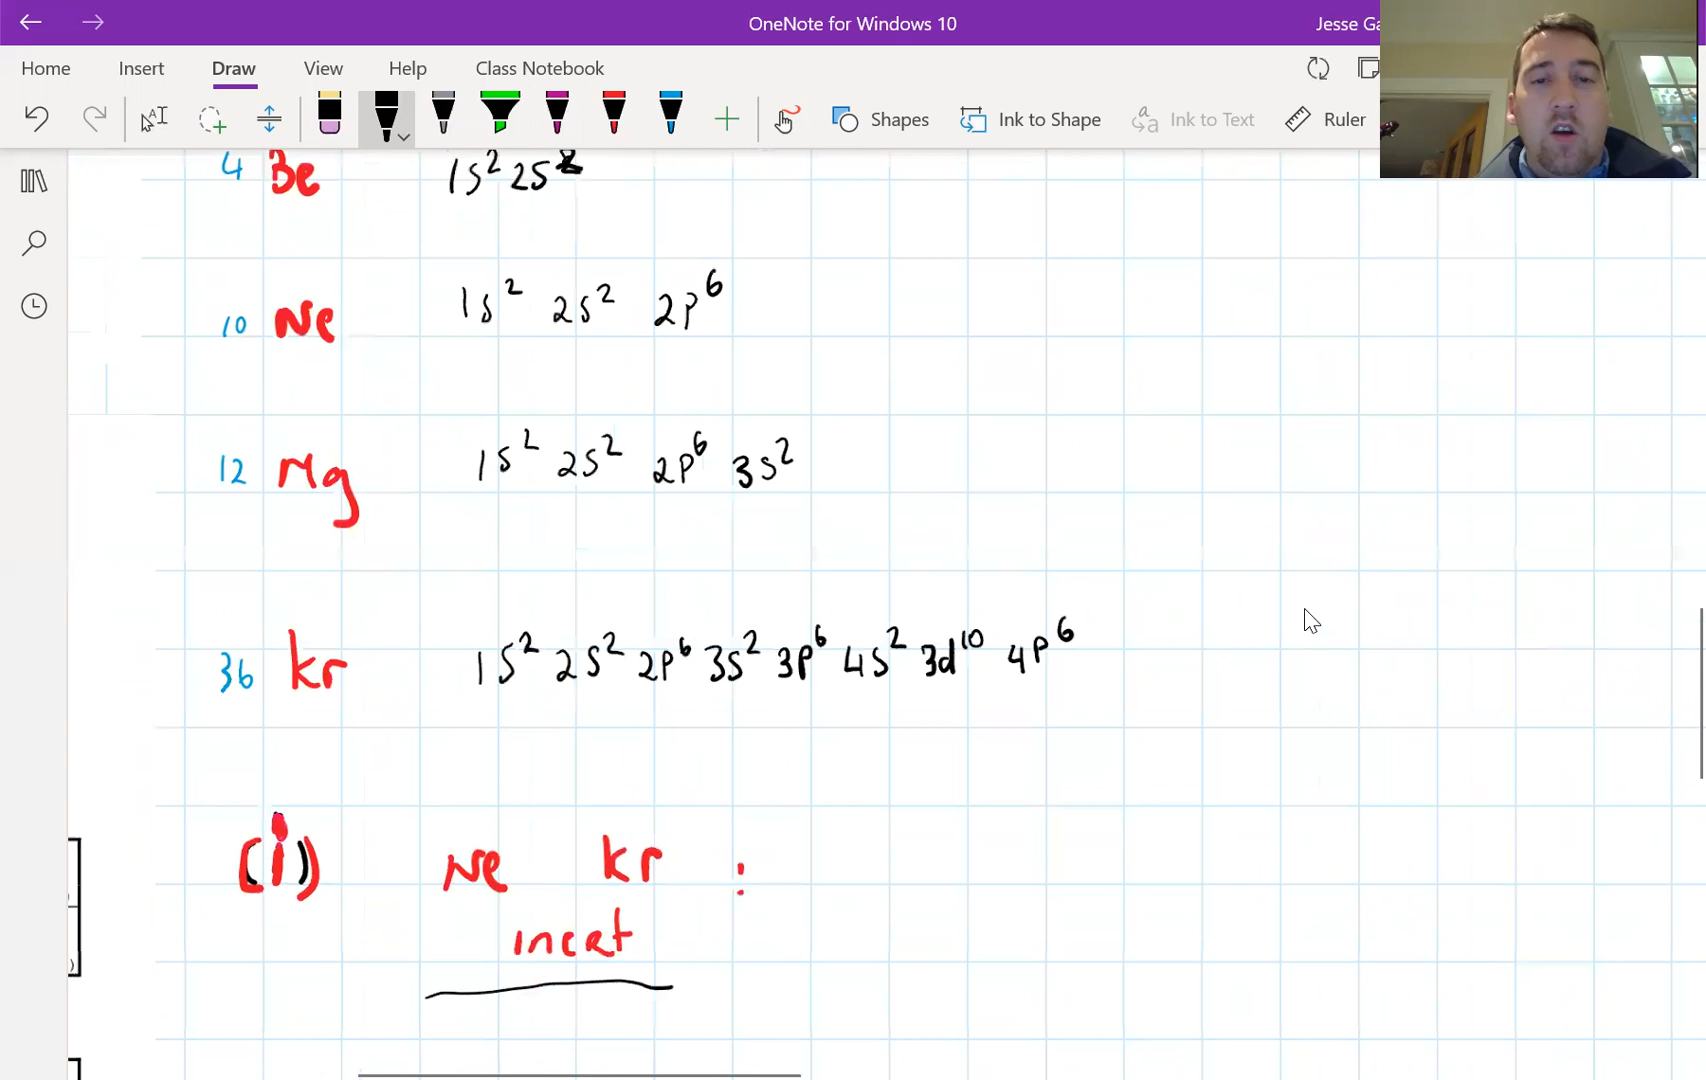 OneNote for Windows 10
Jesse Ga
Home Insert Draw View Help Class Notebook
Shapes Ink to Shape Ink to Text Ruler
4 Be 1s² 2s²
10 Ne 1s² 2s² 2p⁶
12 Mg 1s² 2s² 2p⁶ 3s²
36 kr 1s² 2s² 2p⁶ 3s² 3p⁶ 4s² 3d¹⁰ 4p⁶
(i) Ne kr :
inert